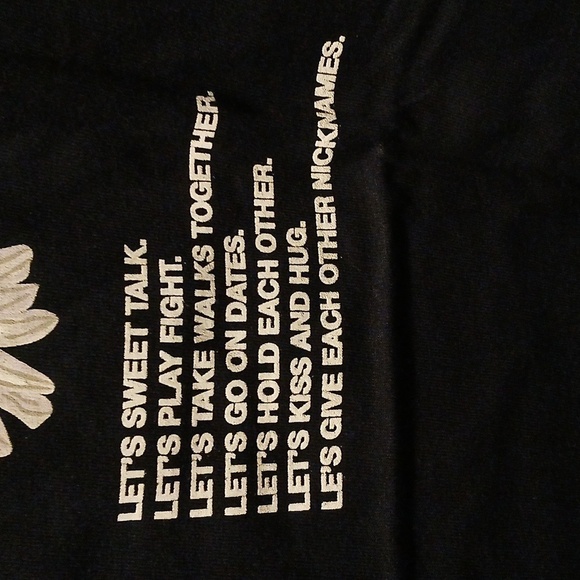 LET'S SWEET TALK.
LET'S PLAY FIGHT.
LET'S TAKE WALKS TOGETHER.
LET'S GO ON DATES.
LET'S HOLD EACH OTHER.
LET'S KISS AND HUG.
LE'S GIVE EACH OTHER NICKNAMES.